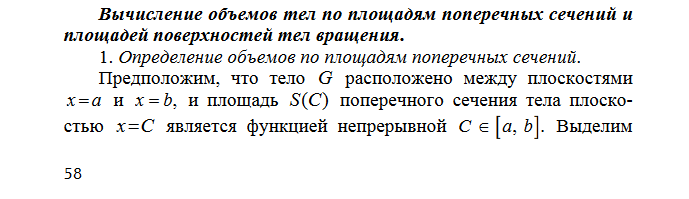 Вычисление объемов тел по площадям поперечных сечений и
площадей поверхностей тел вращения.
1. Определение объемов по площадям поперечных сечений.
Предположим, что тело G расположено между плоскостями
x=a и x=b, и площадь S(C) поперечного сечения тела плоско-
стью x=C является функцией непрерывной C ∈ [a, b]. Выделим
58